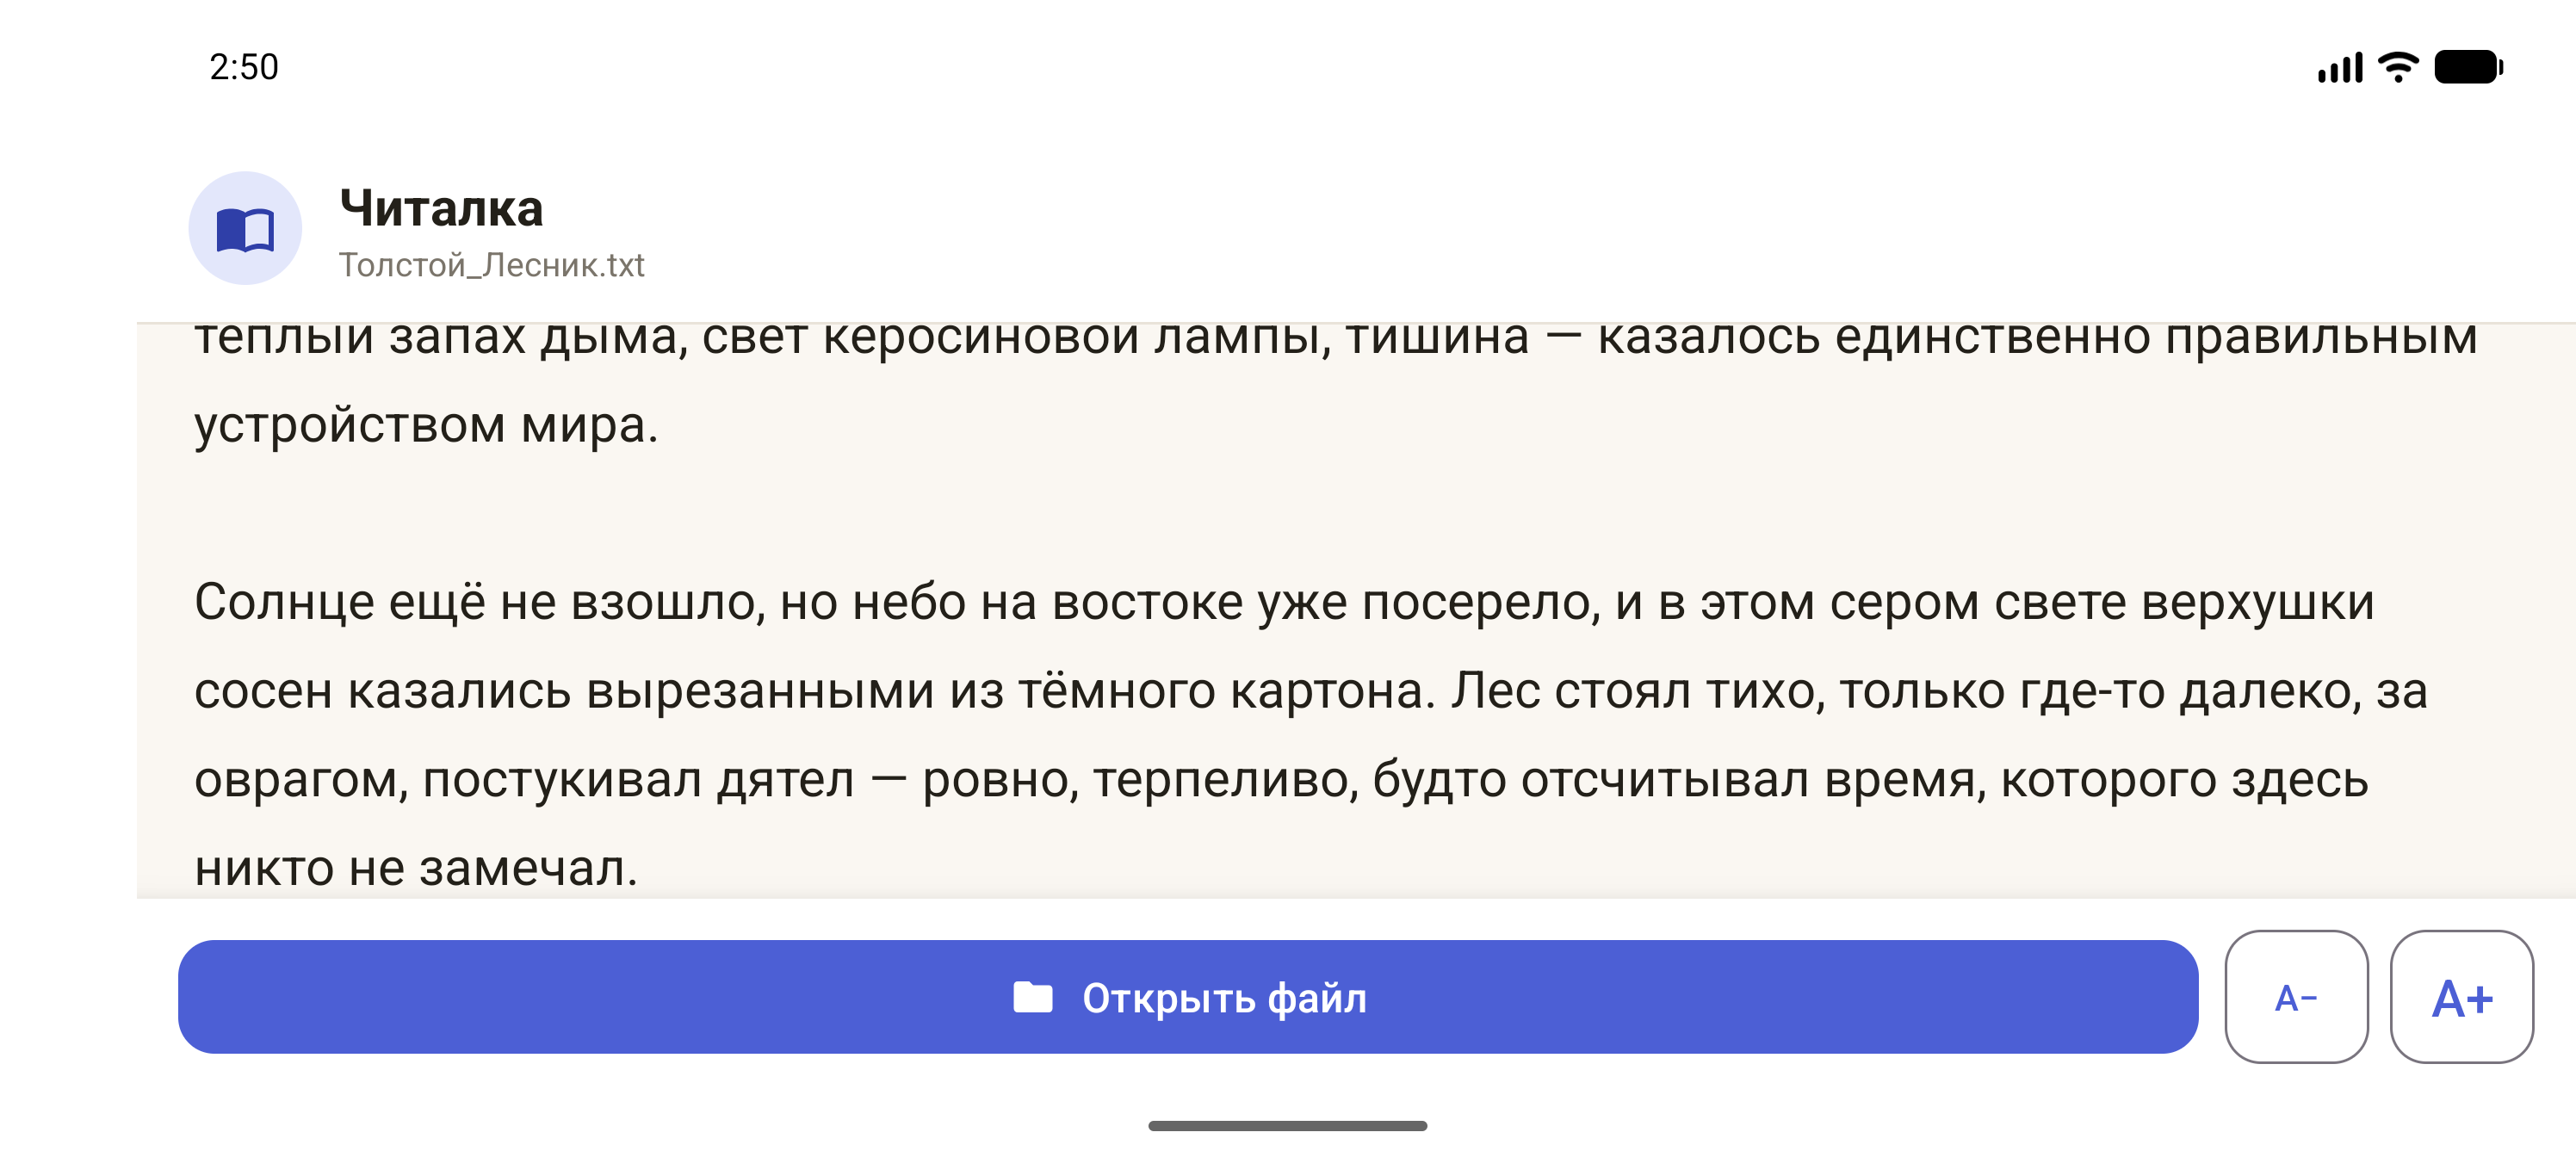 2:50
Читалка
Толстой_Лесник.txt
теплый запах дыма, свет керосиновой лампы, тишина — казалось единственно правильным
устройством мира.
Солнце ещё не взошло, но небо на востоке уже посерело, и в этом сером свете верхушки
сосен казались вырезанными из тёмного картона. Лес стоял тихо, только где-то далеко, за
оврагом, постукивал дятел — ровно, терпеливо, будто отсчитывал время, которого здесь
никто не замечал.
Открыть файл
A−
A+